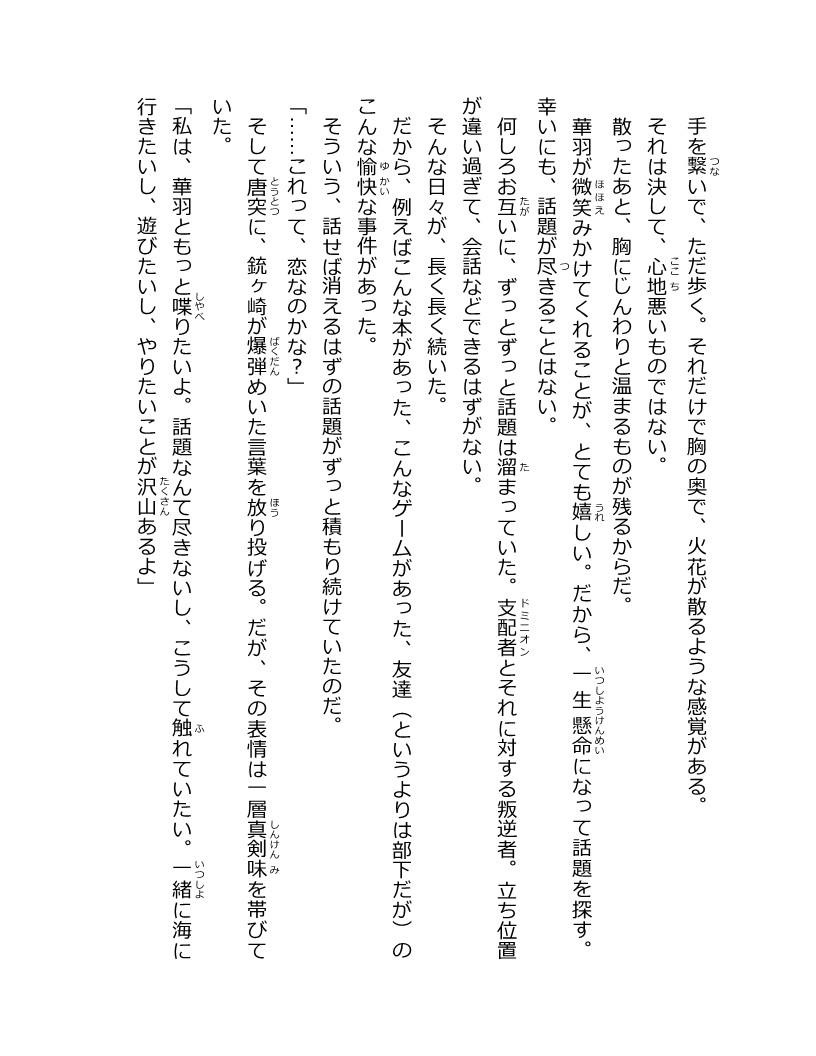 手を繋いで、ただ歩く。それだけで胸の奥で、火花が散るような感覚がある。
それは決して、心地悪いものではない。
散ったあと、胸にじんわりと温まるものが残るからだ。
華羽が微笑みかけてくれることが、とても嬉しい。だから、一生懸命になって話題を探す。
幸いにも、話題が尽きることはない。
何しろお互いに、ずっとずっと話題は溜まっていた。支配者とそれに対する叛逆者。立ち位置
が違い過ぎて、会話などできるはずがない。
そんな日々が、長く長く続いた。
だから、例えばこんな本があった、こんなゲームがあった、友達（というよりは部下だが）の
こんな愉快な事件があった。
そういう、話せば消えるはずの話題がずっと積もり続けていたのだ。
「……これって、恋なのかな？」
そして唐突に、銃ヶ崎が爆弾めいた言葉を放り投げる。だが、その表情は一層真剣味を帯びて
いた。
「私は、華羽ともっと喋りたいよ。話題なんて尽きないし、こうして触れていたい。一緒に海に
行きたいし、遊びたいし、やりたいことが沢山あるよ」